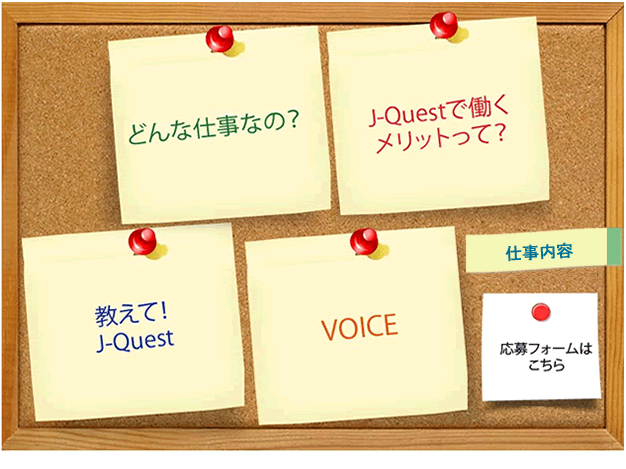 どんな仕事なの？
J-Questで働く
メリットって？
教えて！
J-Quest
VOICE
仕事内容
応募フォームは
こちら